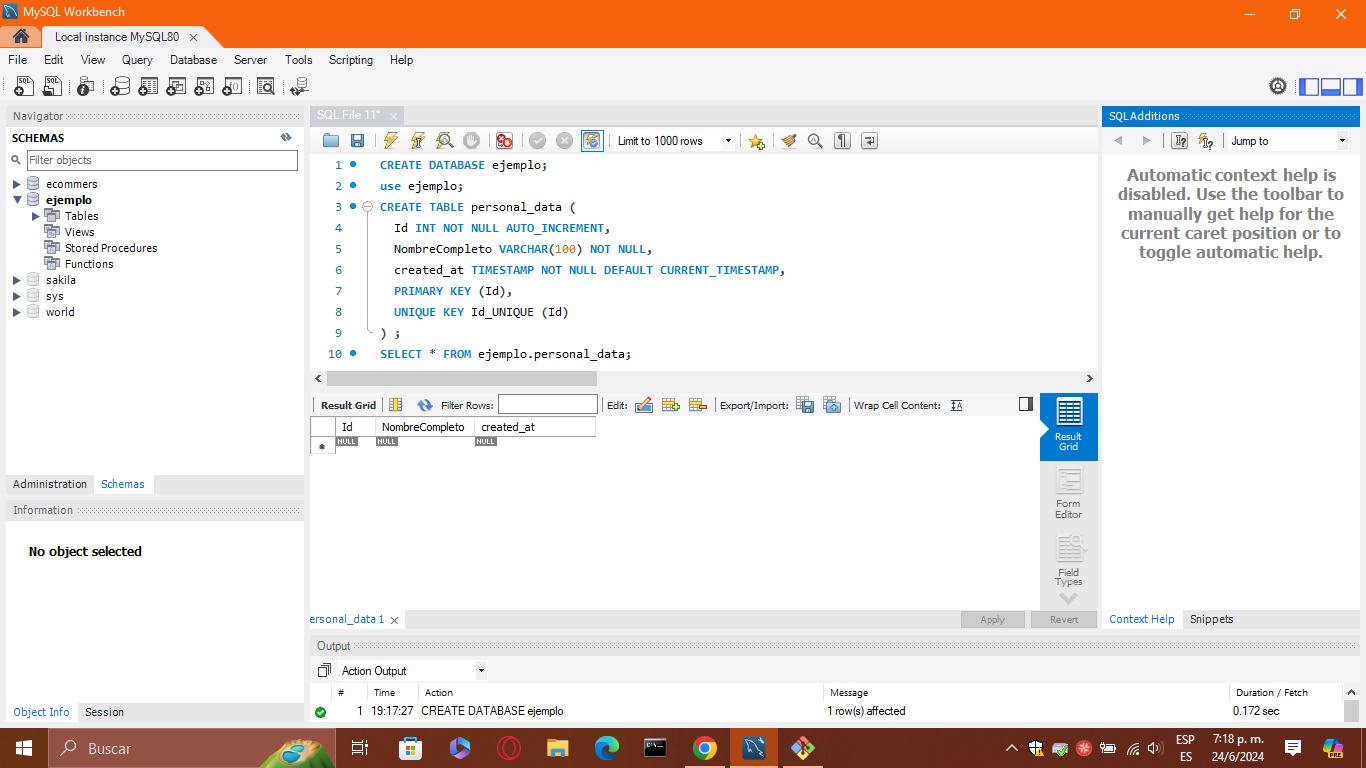 MySQL Workbench
Local instance MySQL80
File Edit View Query Database Server Tools Scripting Help
Navigator
SCHEMAS
Filter objects
ecommers
ejemplo
Tables
Views
Stored Procedures
Functions
sakila
sys
world
Administration Schemas
Information
No object selected
Object Info Session
SQL File 11*
Limit to 1000 rows
1 CREATE DATABASE ejemplo;
2 use ejemplo;
3 CREATE TABLE personal_data (
4 Id INT NOT NULL AUTO_INCREMENT,
5 NombreCompleto VARCHAR(100) NOT NULL,
6 created_at TIMESTAMP NOT NULL DEFAULT CURRENT_TIMESTAMP,
7 PRIMARY KEY (Id),
8 UNIQUE KEY Id_UNIQUE (Id)
9 ) ;
10 SELECT * FROM ejemplo.personal_data;
Result Grid Filter Rows: Edit: Export/Import: Wrap Cell Content:
Id NombreCompleto created_at
NULL NULL NULL
Result
Grid
Form
Editor
Field
Types
ersonal_data 1
Apply Revert
SQLAdditions
Jump to
Automatic context help is
disabled. Use the toolbar to
manually get help for the
current caret position or to
toggle automatic help.
Context Help Snippets
Output
Action Output
# Time Action Message Duration / Fetch
1 19:17:27 CREATE DATABASE ejemplo 1 row(s) affected 0.172 sec
Buscar
ESP
ES
7:18 p. m.
24/6/2024
PRE